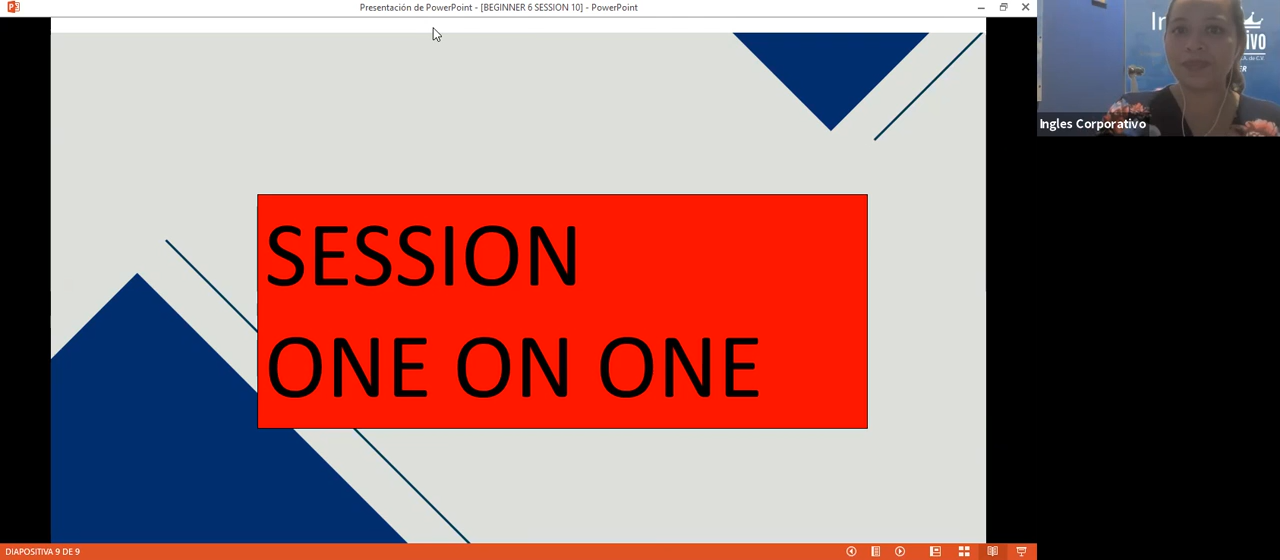 Presentación de PowerPoint - [BEGINNER 6 SESSION 10] - PowerPoint
SESSION
ONE ON ONE
Ingles Corporativo
DIAPOSITIVA 9 DE 9